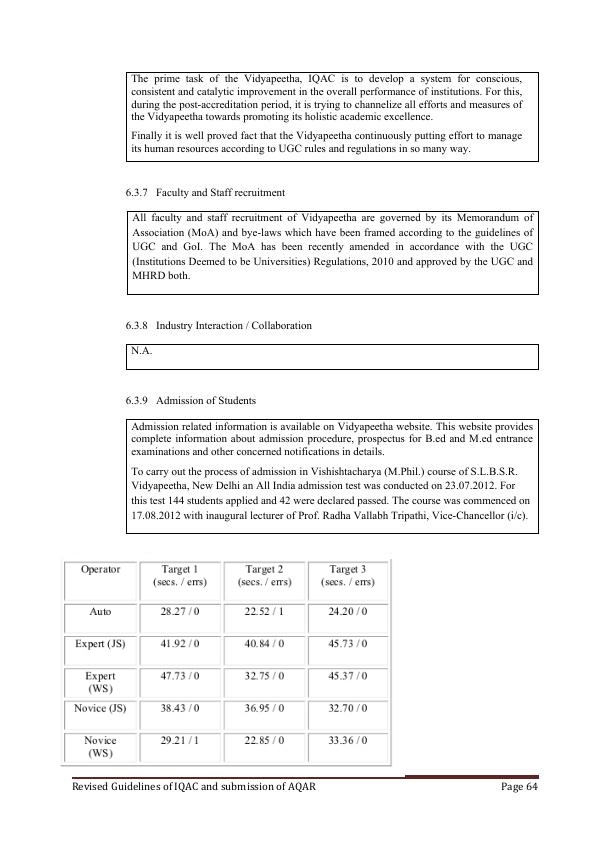 The prime task of the Vidyapeetha, IQAC is to develop a system for conscious,
consistent and catalytic improvement in the overall performance of institutions. For this,
during the post-accreditation period, it is trying to channelize all efforts and measures of
the Vidyapeetha towards promoting its holistic academic excellence.
Finally it is well proved fact that the Vidyapeetha continuously putting effort to manage
its human resources according to UGC rules and regulations in so many way.
6.3.7 Faculty and Staff recruitment
All faculty and staff recruitment of Vidyapeetha are governed by its Memorandum of
Association (MoA) and bye-laws which have been framed according to the guidelines of
UGC and GoI. The MoA has been recently amended in accordance with the UGC
(Institutions Deemed to be Universities) Regulations, 2010 and approved by the UGC and
MHRD both.
6.3.8 Industry Interaction / Collaboration
N.A.
6.3.9 Admission of Students
Admission related information is available on Vidyapeetha website. This website provides
complete information about admission procedure, prospectus for B.ed and M.ed entrance
examinations and other concerned notifications in details.
To carry out the process of admission in Vishishtacharya (M.Phil.) course of S.L.B.S.R.
Vidyapeetha, New Delhi an All India admission test was conducted on 23.07.2012. For
this test 144 students applied and 42 were declared passed. The course was commenced on
17.08.2012 with inaugural lecturer of Prof. Radha Vallabh Tripathi, Vice-Chancellor (i/c).
Operator Target 1 Target 2 Target 3
(secs. / errs) (secs. / errs) (secs. / errs)
Auto 28.27 / 0 22.52 / 1 24.20 / 0
Expert (JS) 41.92 / 0 40.84 / 0 45.73 / 0
Expert 47.73 / 0 32.75 / 0 45.37 / 0
(WS)
Novice (JS) 38.43 / 0 36.95 / 0 32.70 / 0
Novice 29.21 / 1 22.85 / 0 33.36 / 0
(WS)
Revised Guidelines of IQAC and submission of AQAR Page 64